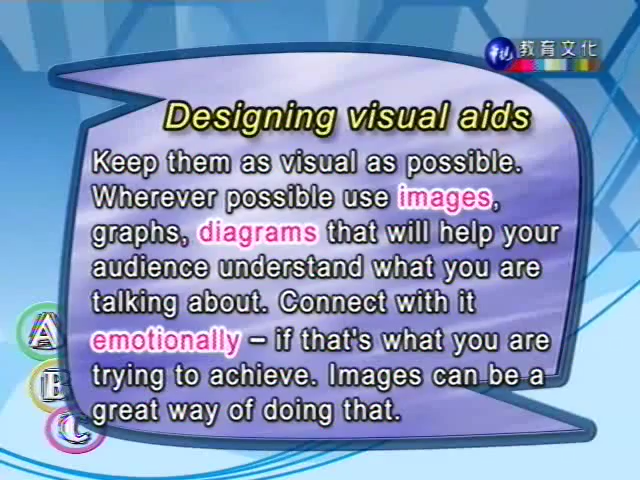 華視 教育文化
Designing visual aids
Keep them as visual as possible.
Wherever possible use images,
graphs, diagrams that will help your
audience understand what you are
talking about. Connect with it
emotionally – if that's what you are
trying to achieve. Images can be a
great way of doing that.
A
B
C